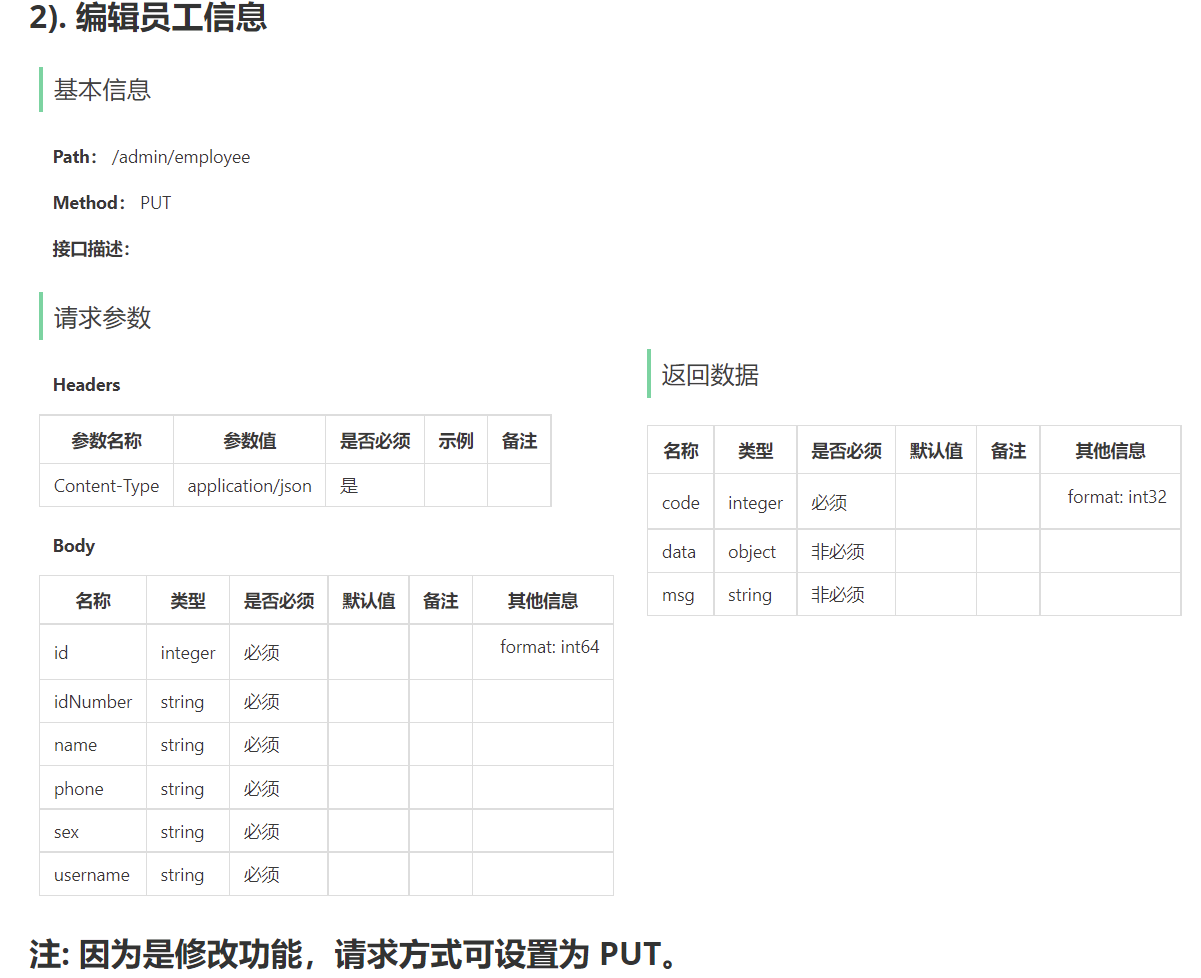 2). 编辑员工信息
基本信息
Path： /admin/employee
Method： PUT
接口描述：
请求参数
Headers
参数名称 参数值 是否必须 示例 备注
Content-Type application/json 是
Body
名称 类型 是否必须 默认值 备注 其他信息
id integer 必须 format: int64
idNumber string 必须
name string 必须
phone string 必须
sex string 必须
username string 必须
返回数据
名称 类型 是否必须 默认值 备注 其他信息
code integer 必须 format: int32
data object 非必须
msg string 非必须
注: 因为是修改功能，请求方式可设置为 PUT。